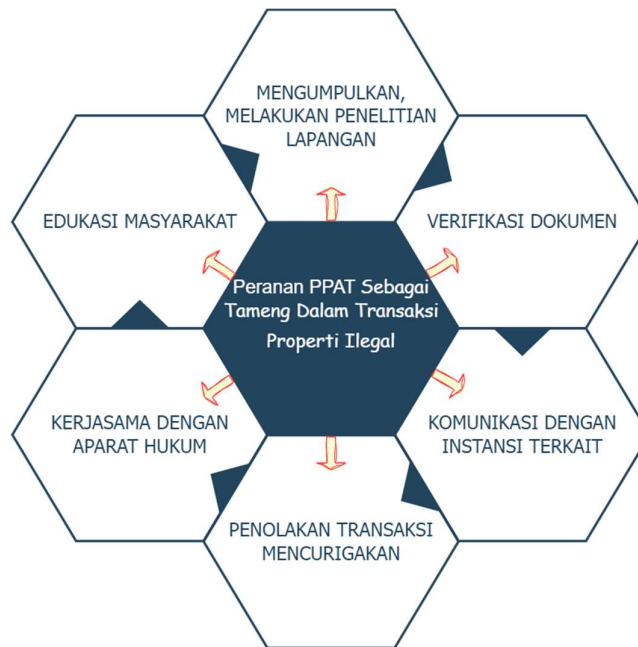 MENGUMPULKAN,
MELAKUKAN PENELITIAN
LAPANGAN
EDUKASI MASYARAKAT
VERIFIKASI DOKUMEN
Peranan PPAT Sebagai
Tameng Dalam Transaksi
Properti Ilegal
KERJASAMA DENGAN
APARAT HUKUM
KOMUNIKASI DENGAN
INSTANSI TERKAIT
PENOLAKAN TRANSAKSI
MENCURIGAKAN